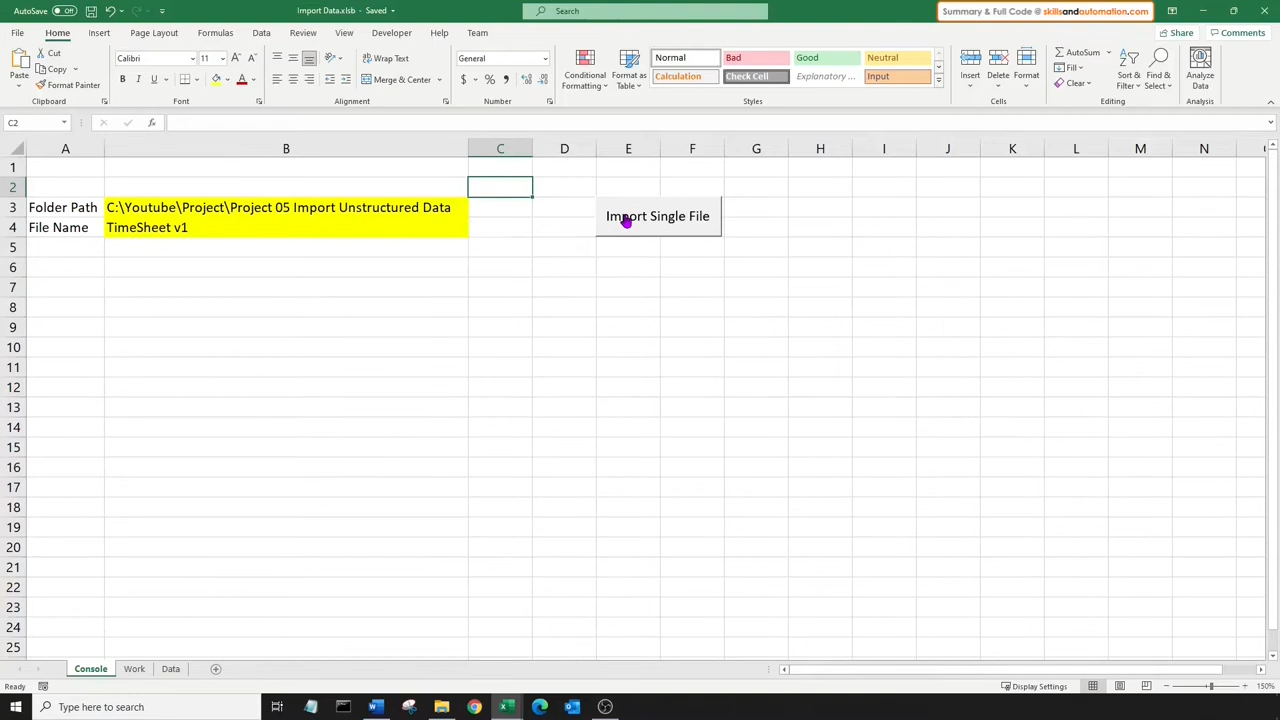 AutoSave Off Import Data.xlsb - Saved Search Summary & Full Code @ skillsandautomation.com
File Home Insert Page Layout Formulas Data Review View Developer Help Team Share Comments
Paste Cut Calibri 11 Wrap Text General Conditional Formatting Format as Table Normal Bad Good Neutral Insert Delete Format AutoSum Sort & Filter Find & Select Analyze Data
Copy Fill
Format Painter B I U Merge & Center $ % Calculation Check Cell Explanatory ... Input Clear
Clipboard Font Alignment Number Styles Cells Editing Analysis
C2 fx
A B C D E F G H I J K L M N
1
2
3 Folder Path C:\Youtube\Project\Project 05 Import Unstructured Data Import Single File
4 File Name TimeSheet v1
5
6
7
8
9
10
11
12
13
14
15
16
17
18
19
20
21
22
23
24
25
Console Work Data
Ready Display Settings 150%
Type here to search